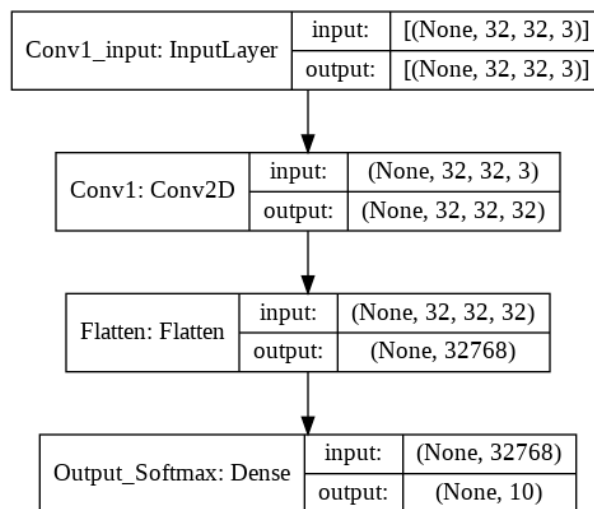 Conv1_input: InputLayer
input: [(None, 32, 32, 3)]
output: [(None, 32, 32, 3)]
Conv1: Conv2D
input: (None, 32, 32, 3)
output: (None, 32, 32, 32)
Flatten: Flatten
input: (None, 32, 32, 32)
output: (None, 32768)
Output_Softmax: Dense
input: (None, 32768)
output: (None, 10)